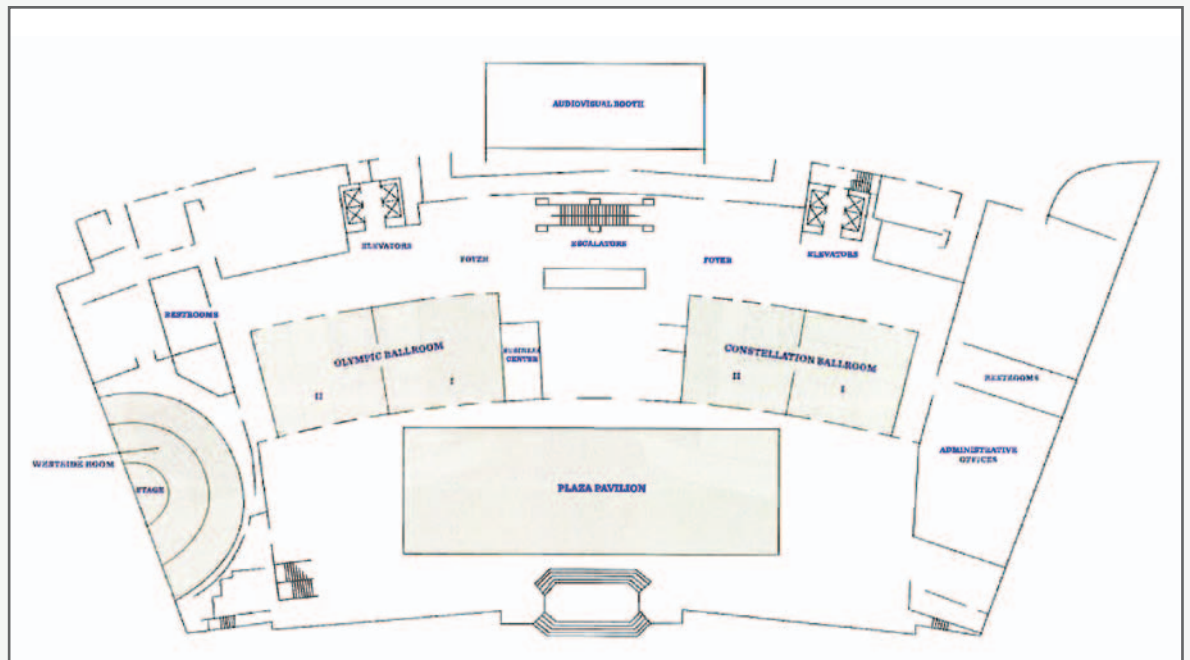 AUDIOVISUAL BOOTH
ELEVATORS
ESCALATORS
ELEVATORS
FOYER
FOYER
RESTROOMS
OLYMPIC BALLROOM
BUSINESS
CENTER
CONSTELLATION BALLROOM
II
I
II
I
RESTROOMS
WESTSIDE ROOM
ADMINISTRATIVE
OFFICES
STAGE
PLAZA PAVILION